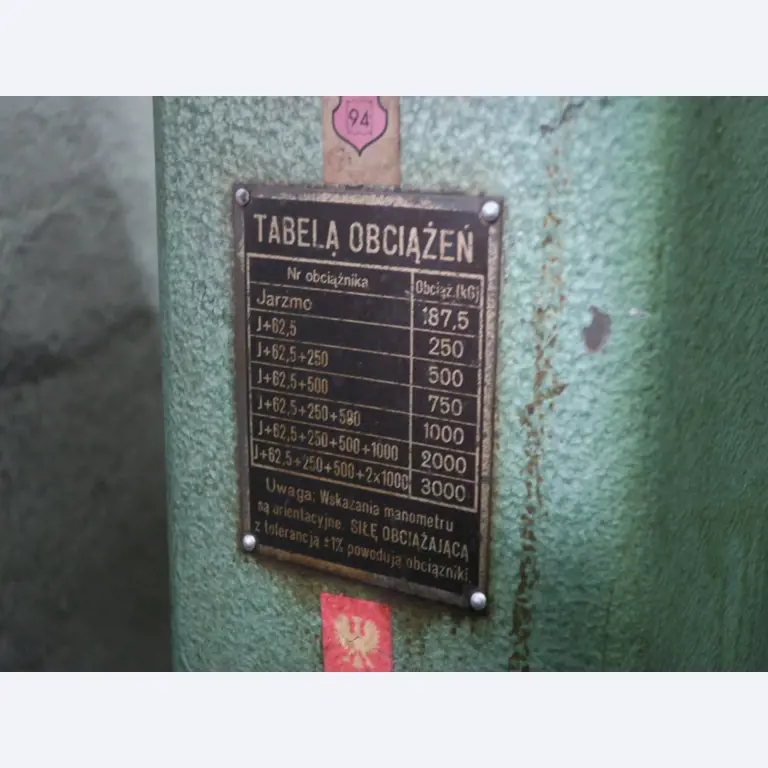 94
TABELA OBCIĄŻEŃ
Nr obciążnika Obciąż.(kG)
Jarzmo 187,5
J+62,5 250
J+62,5+250 500
J+62,5+500 750
J+62,5+250+500 1000
J+62,5+250+500+1000 2000
J+62,5+250+500+2x1000 3000
Uwaga: Wskazania manometru
są orientacyjne. SIŁĘ OBCIĄŻAJĄCĄ
z tolerancją ±1% powodują obciążniki.